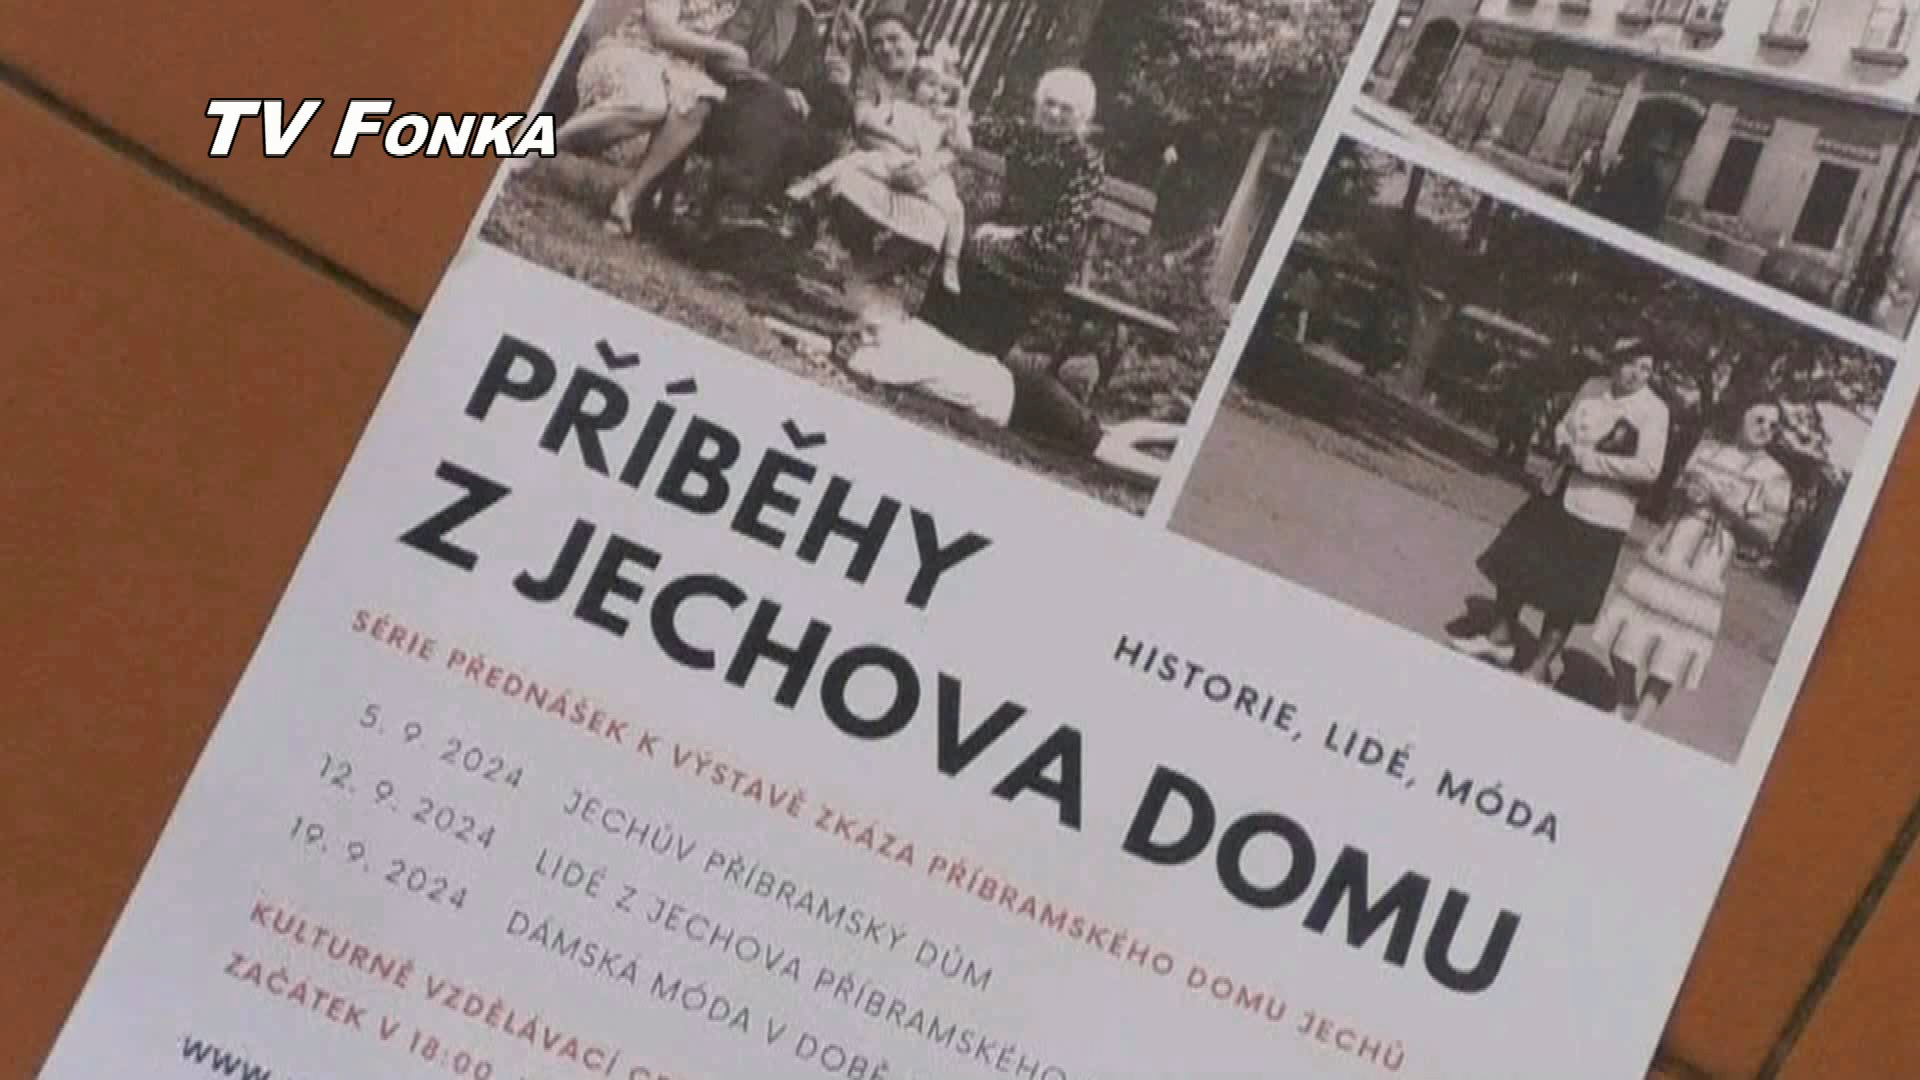 TV FONKA
PŘÍBĚHY
Z JECHOVA DOMU
HISTORIE, LIDÉ, MÓDA
SÉRIE PŘEDNÁŠEK K VÝSTAVĚ ZKÁZA PŘÍBRAMSKÉHO DOMU JECHŮ
5. 9. 2024 JECHŮV PŘÍBRAMSKÝ DŮM
12. 9. 2024 LIDÉ Z JECHOVA PŘÍBRAMSKÉHO
19. 9. 2024 DÁMSKÁ MÓDA V DOBĚ
KULTURNĚ VZDĚLÁVACÍ
ZAČÁTEK V 18:00
www.